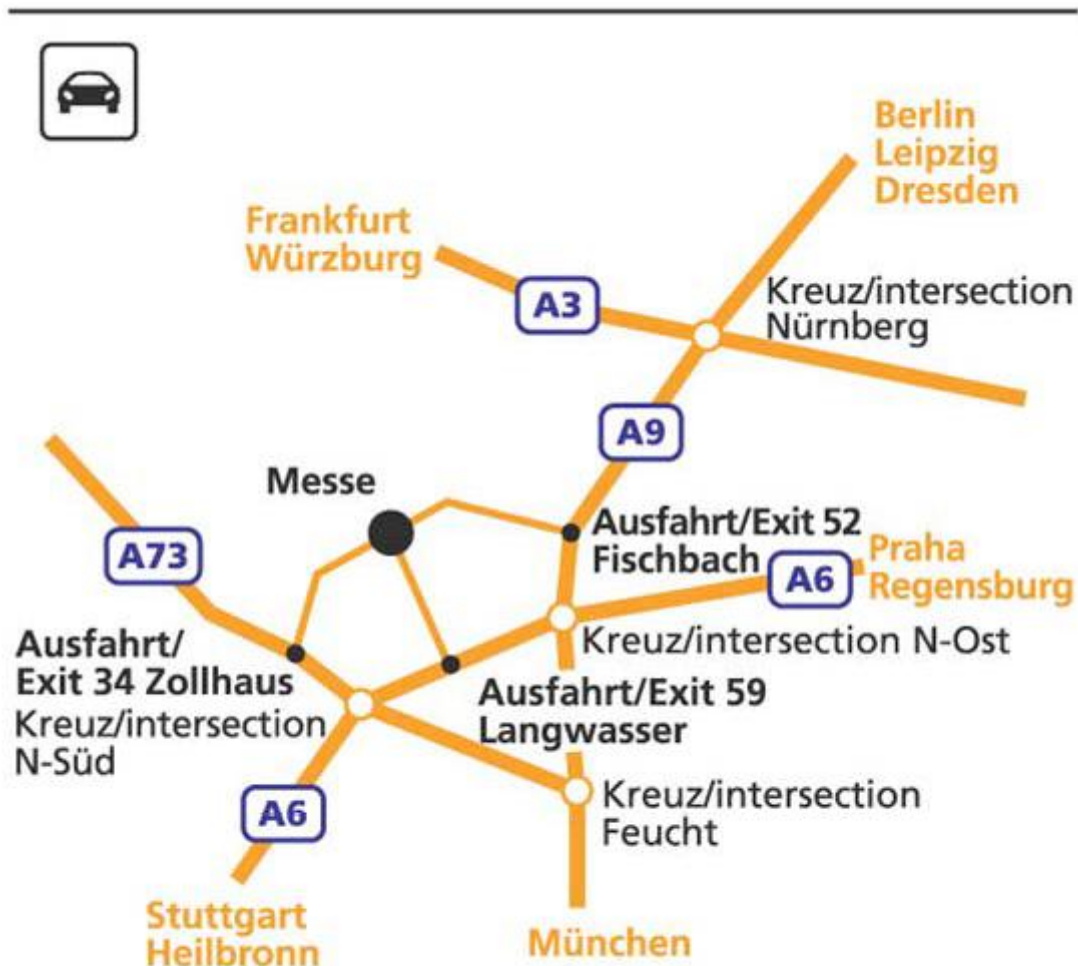 Berlin
Leipzig
Dresden
Frankfurt
Würzburg
A3
Kreuz/intersection
Nürnberg
A9
Messe
Ausfahrt/Exit 52
Fischbach
A73
A6
Praha
Regensburg
Kreuz/intersection N-Ost
Ausfahrt/
Exit 34 Zollhaus
Kreuz/intersection
N-Süd
Ausfahrt/Exit 59
Langwasser
A6
Kreuz/intersection
Feucht
Stuttgart
Heilbronn
München